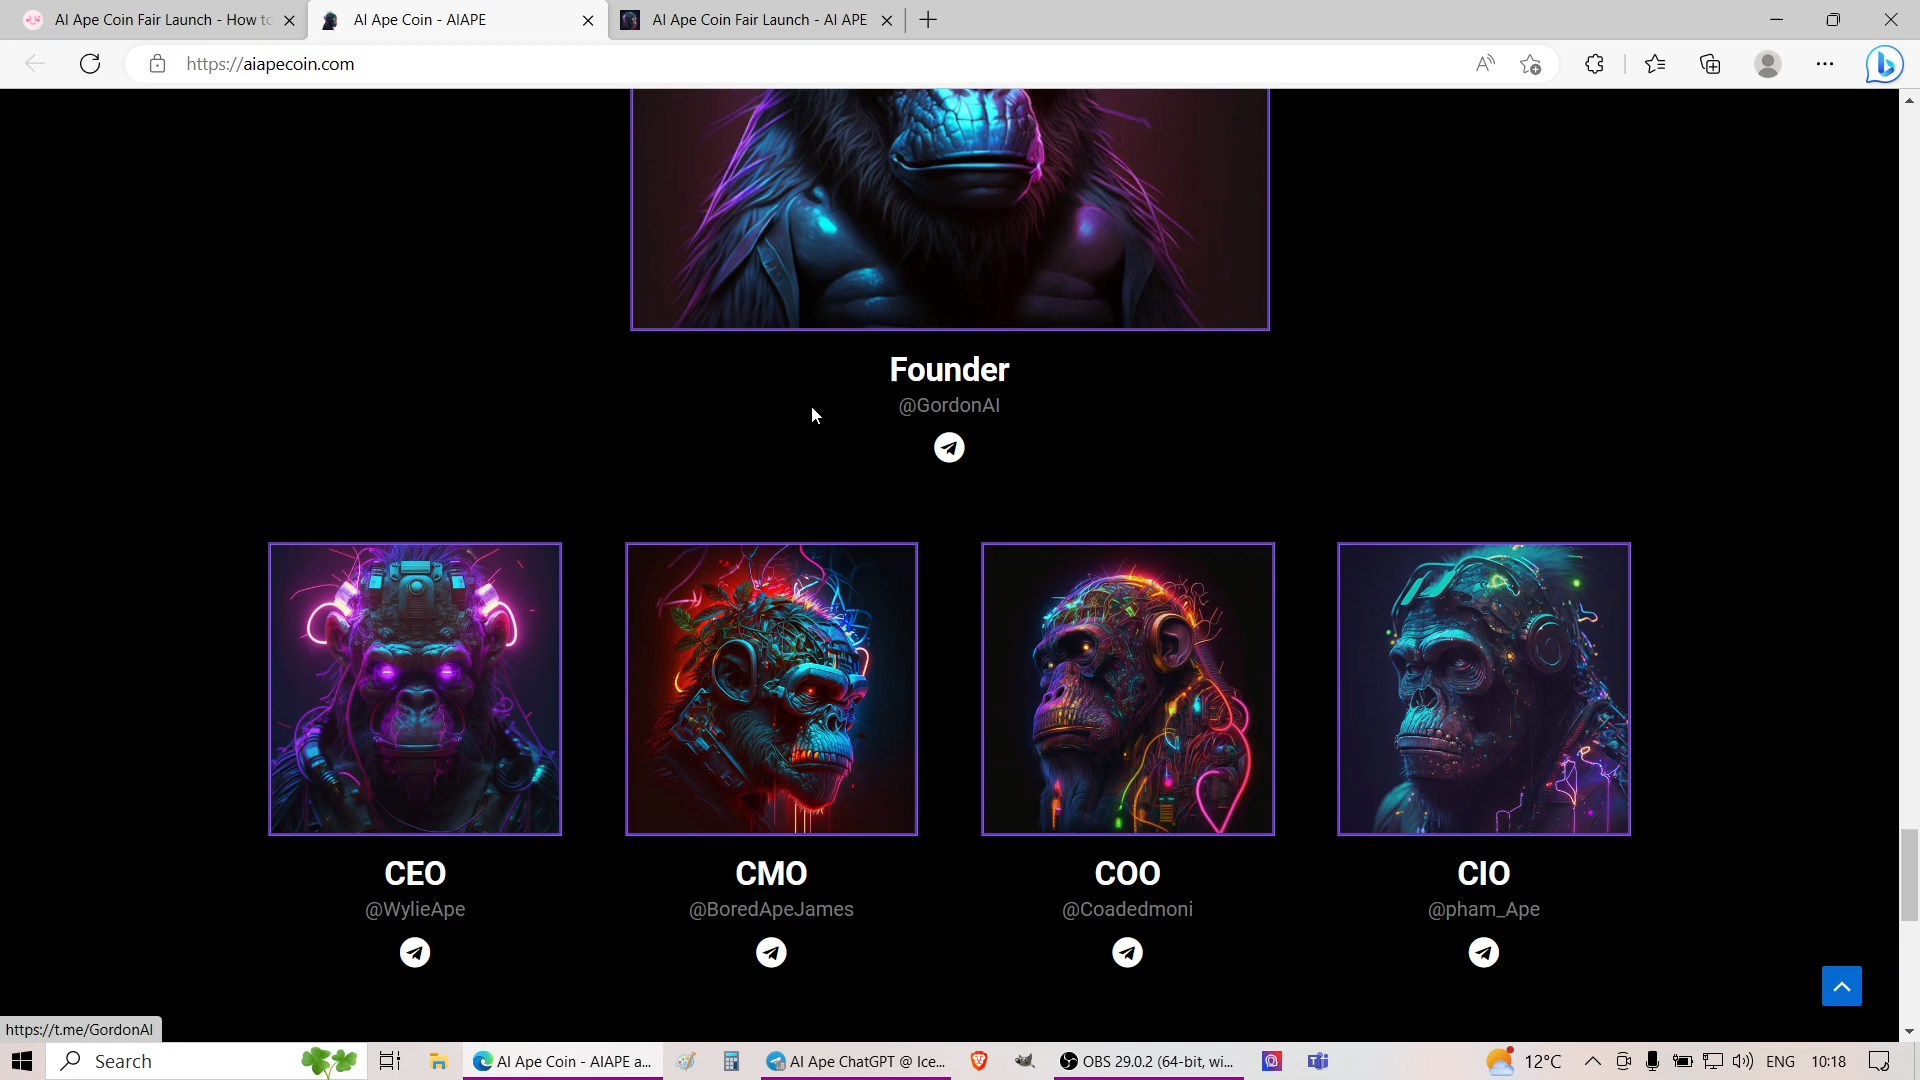 AI Ape Coin Fair Launch - How to
AI Ape Coin - AIAPE
AI Ape Coin Fair Launch - AI APE
https://aiapecoin.com
Founder
@GordonAI
CEO
@WylieApe
CMO
@BoredApeJames
COO
@Coadedmoni
CIO
@pham_Ape
https://t.me/GordonAI
Search
AI Ape Coin - AIAPE a...
AI Ape ChatGPT @ Ice...
OBS 29.0.2 (64-bit, wi...
12°C
ENG
10:18